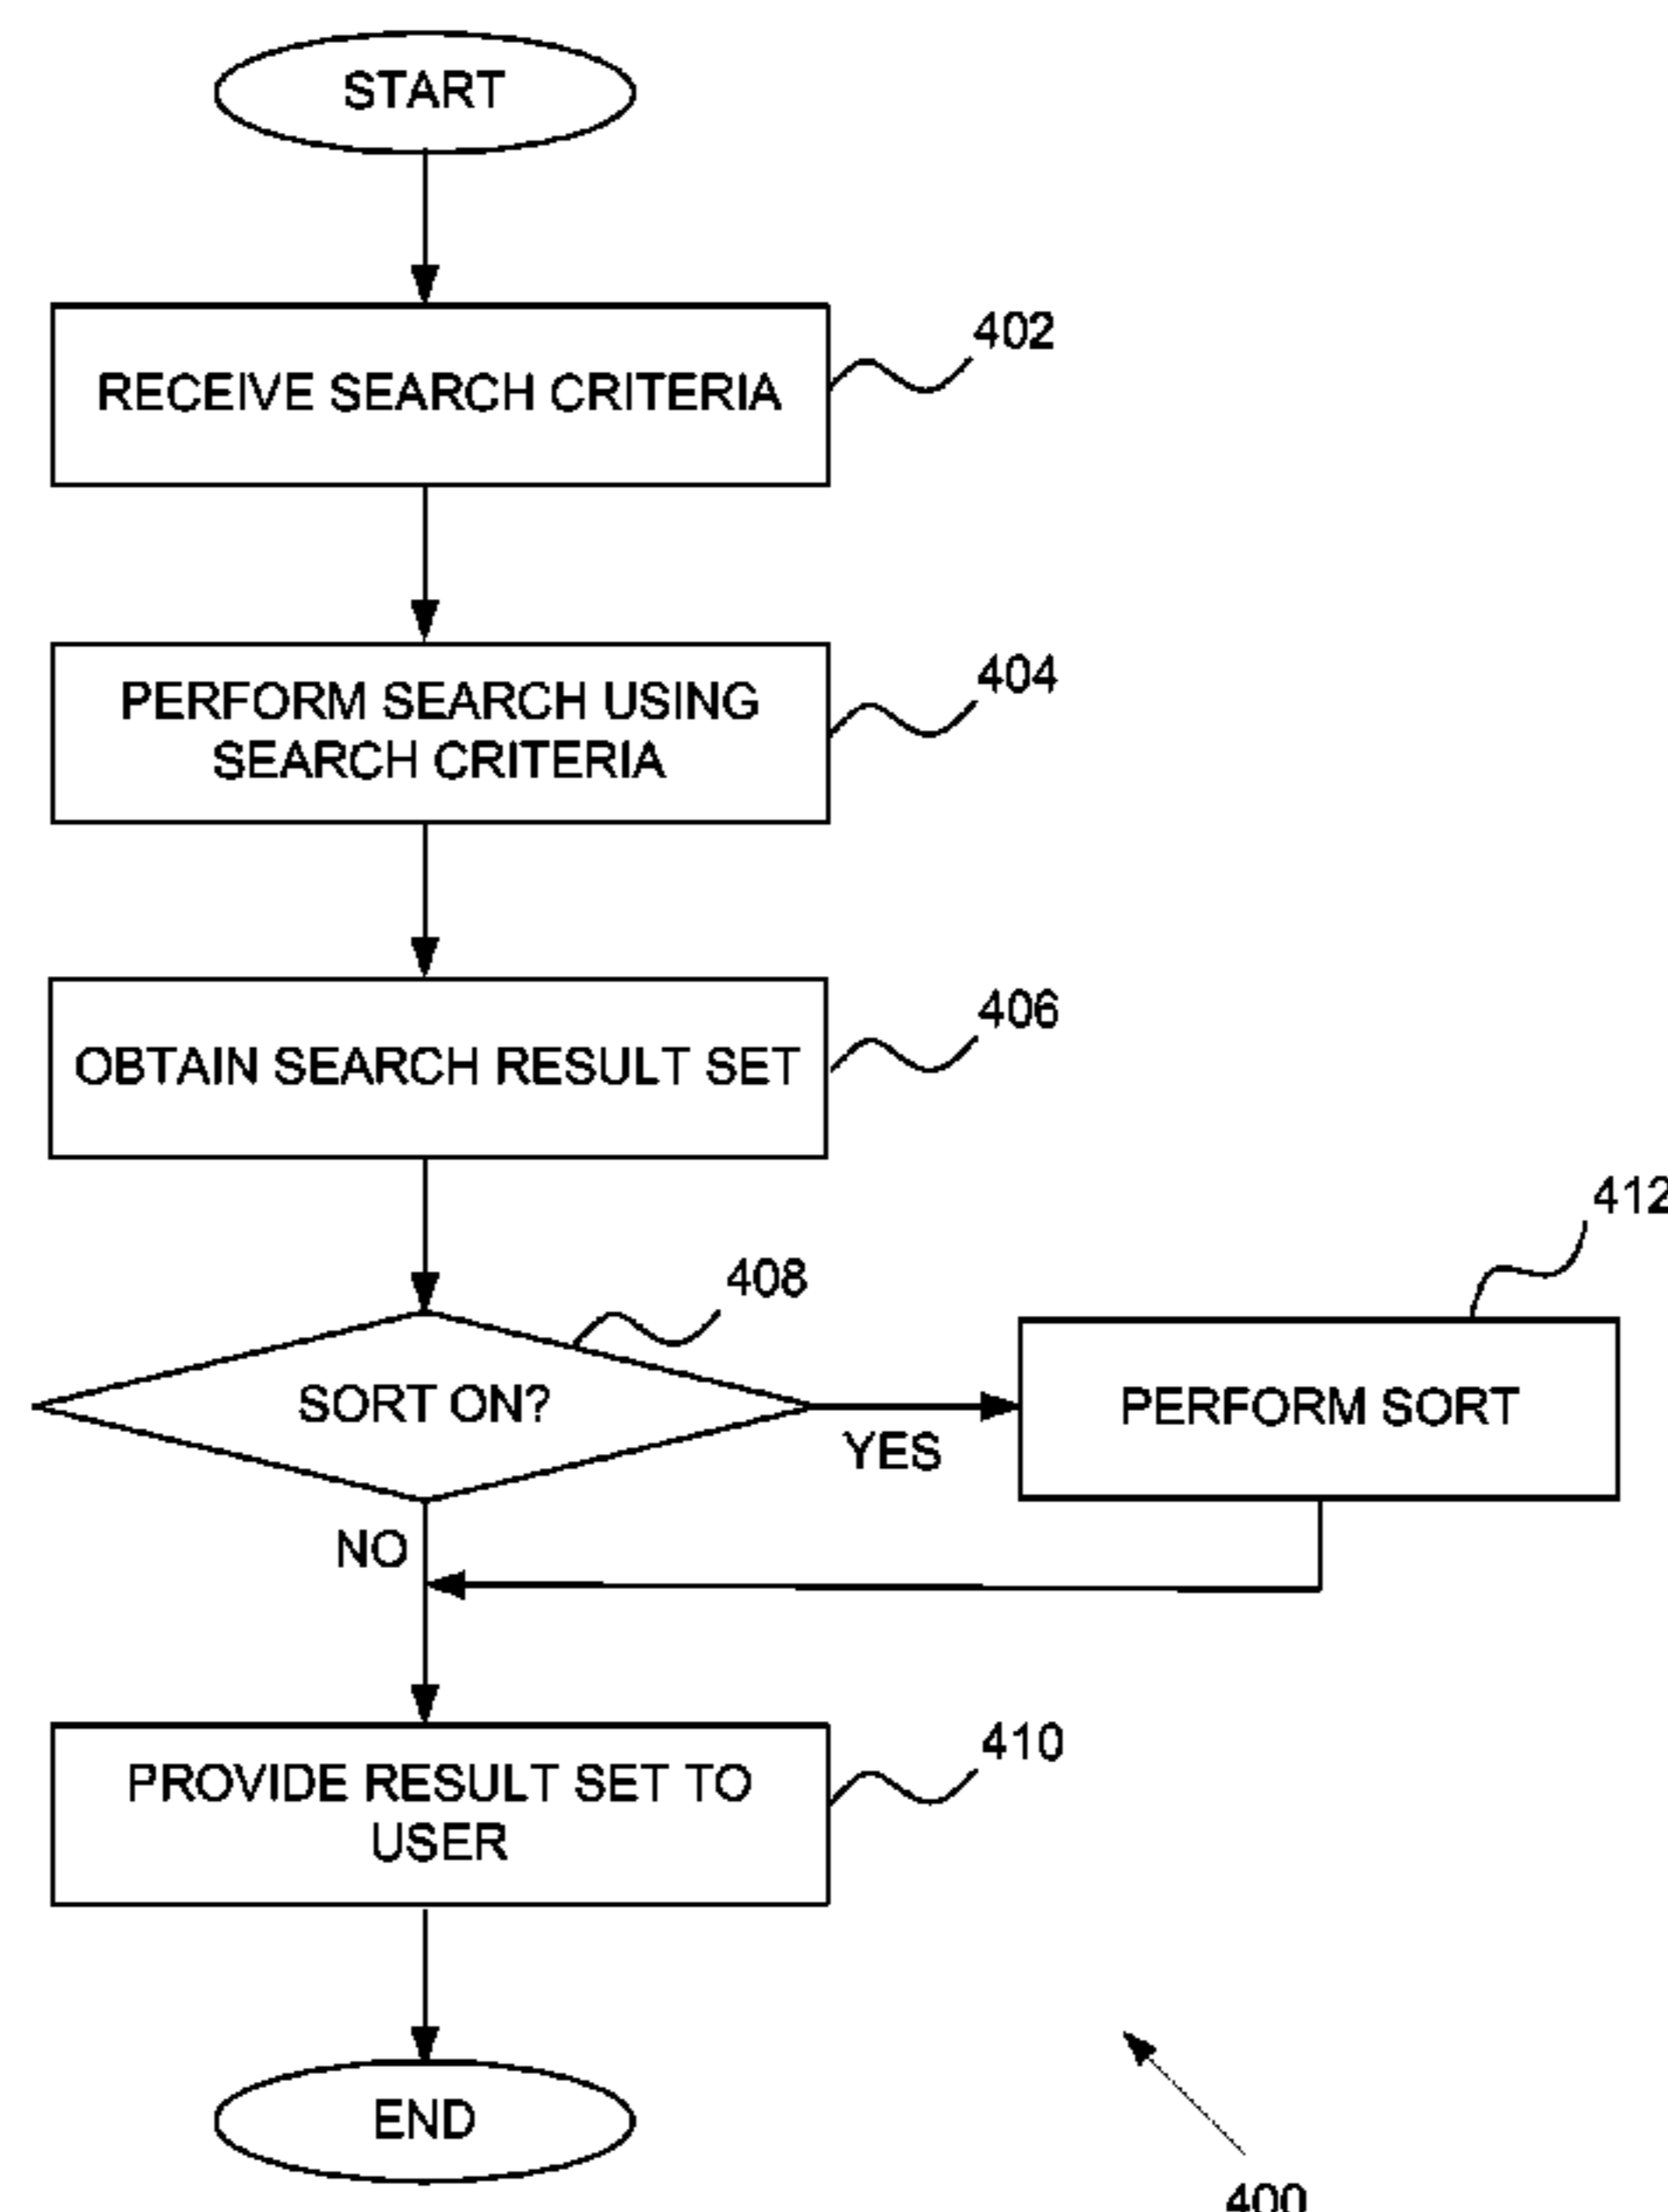 START
RECEIVE SEARCH CRITERIA
402
PERFORM SEARCH USING
SEARCH CRITERIA
404
OBTAIN SEARCH RESULT SET
406
412
408
SORT ON?
YES
PERFORM SORT
NO
PROVIDE RESULT SET TO
USER
410
END
400